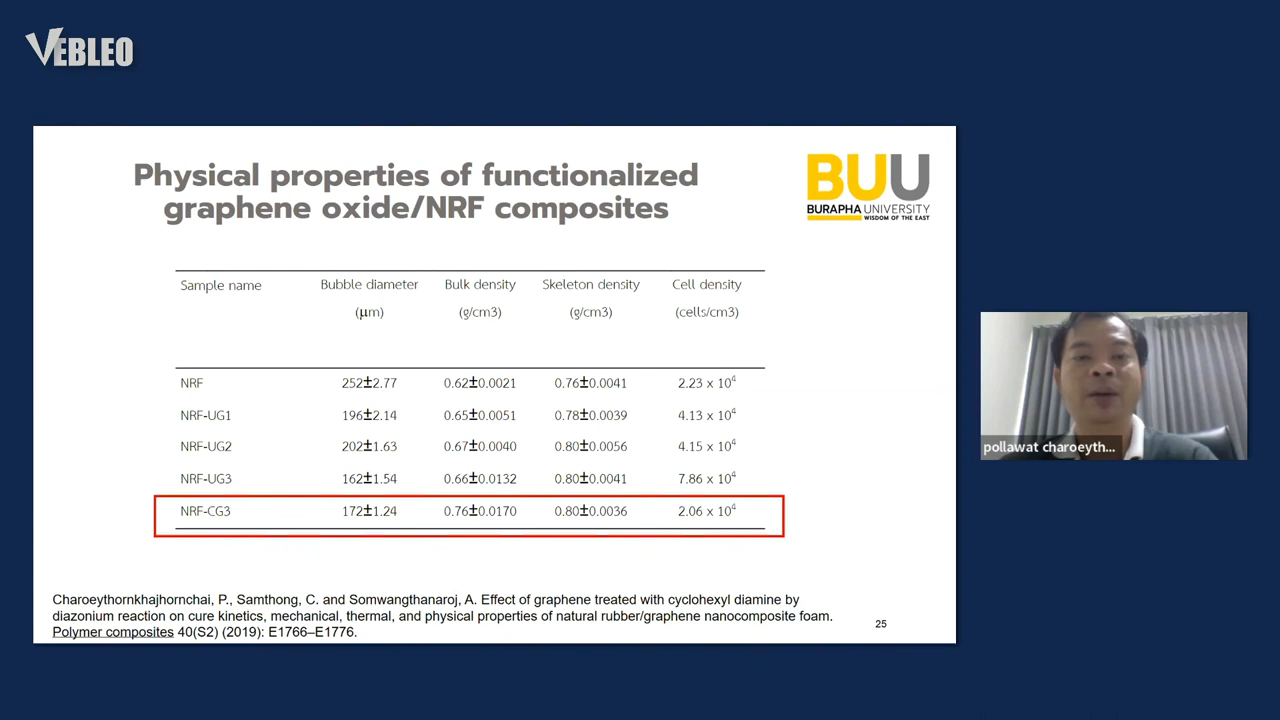 VEBLEO
Physical properties of functionalized
graphene oxide/NRF composites
BUU
BURAPHA UNIVERSITY
WISDOM OF THE EAST
Sample name Bubble diameter Bulk density Skeleton density Cell density
(μm) (g/cm3) (g/cm3) (cells/cm3)
NRF 252±2.77 0.62±0.0021 0.76±0.0041 2.23 x 10⁴
NRF-UG1 196±2.14 0.65±0.0051 0.78±0.0039 4.13 x 10⁴
NRF-UG2 202±1.63 0.67±0.0040 0.80±0.0056 4.15 x 10⁴
NRF-UG3 162±1.54 0.66±0.0132 0.80±0.0041 7.86 x 10⁴
NRF-CG3 172±1.24 0.76±0.0170 0.80±0.0036 2.06 x 10⁴
Charoeythornkhajhornchai, P., Samthong, C. and Somwangthanaroj, A. Effect of graphene treated with cyclohexyl diamine by
diazonium reaction on cure kinetics, mechanical, thermal, and physical properties of natural rubber/graphene nanocomposite foam.
Polymer composites 40(S2) (2019): E1766–E1776.
25
pollawat charoeyth...